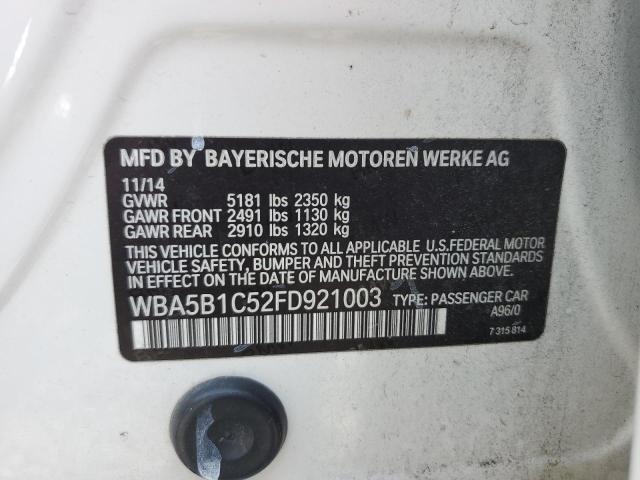 MFD BY BAYERISCHE MOTOREN WERKE AG
11/14
GVWR 5181 lbs 2350 kg
GAWR FRONT 2491 lbs 1130 kg
GAWR REAR 2910 lbs 1320 kg
THIS VEHICLE CONFORMS TO ALL APPLICABLE U.S.FEDERAL MOTOR
VEHICLE SAFETY, BUMPER AND THEFT PREVENTION STANDARDS
IN EFFECT ON THE DATE OF MANUFACTURE SHOWN ABOVE.
WBA5B1C52FD921003 TYPE: PASSENGER CAR
A96/0
7 315 814